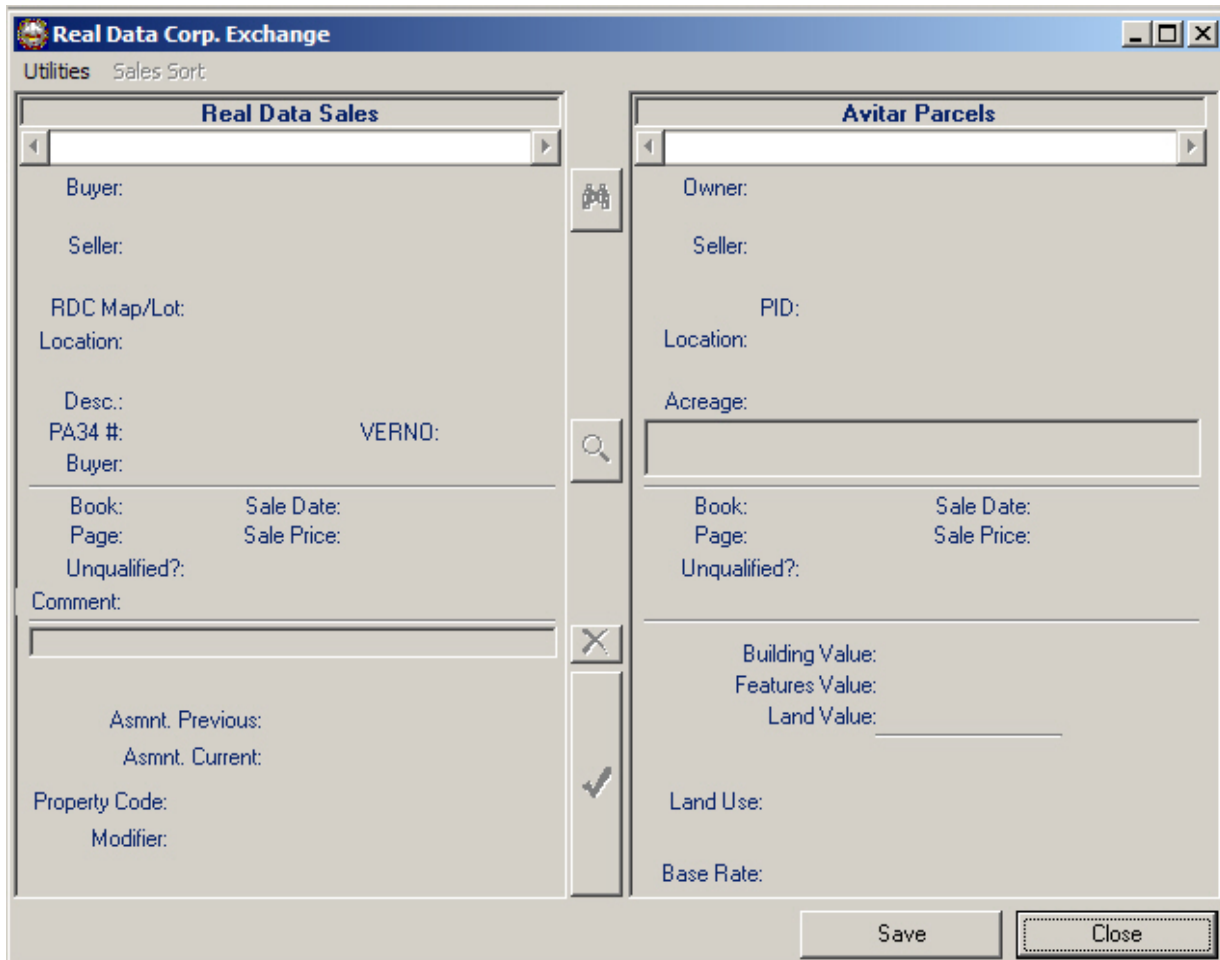 Real Data Corp. Exchange
Utilities Sales Sort
Real Data Sales
Buyer:
Seller:
RDC Map/Lot:
Location:
Desc.:
PA34 #: VERNO:
Buyer:
Book: Sale Date:
Page: Sale Price:
Unqualified?:
Comment:
Asmnt. Previous:
Asmnt. Current:
Property Code:
Modifier:
Avitar Parcels
Owner:
Seller:
PID:
Location:
Acreage:
Book: Sale Date:
Page: Sale Price:
Unqualified?:
Building Value:
Features Value:
Land Value:
Land Use:
Base Rate:
Save Close